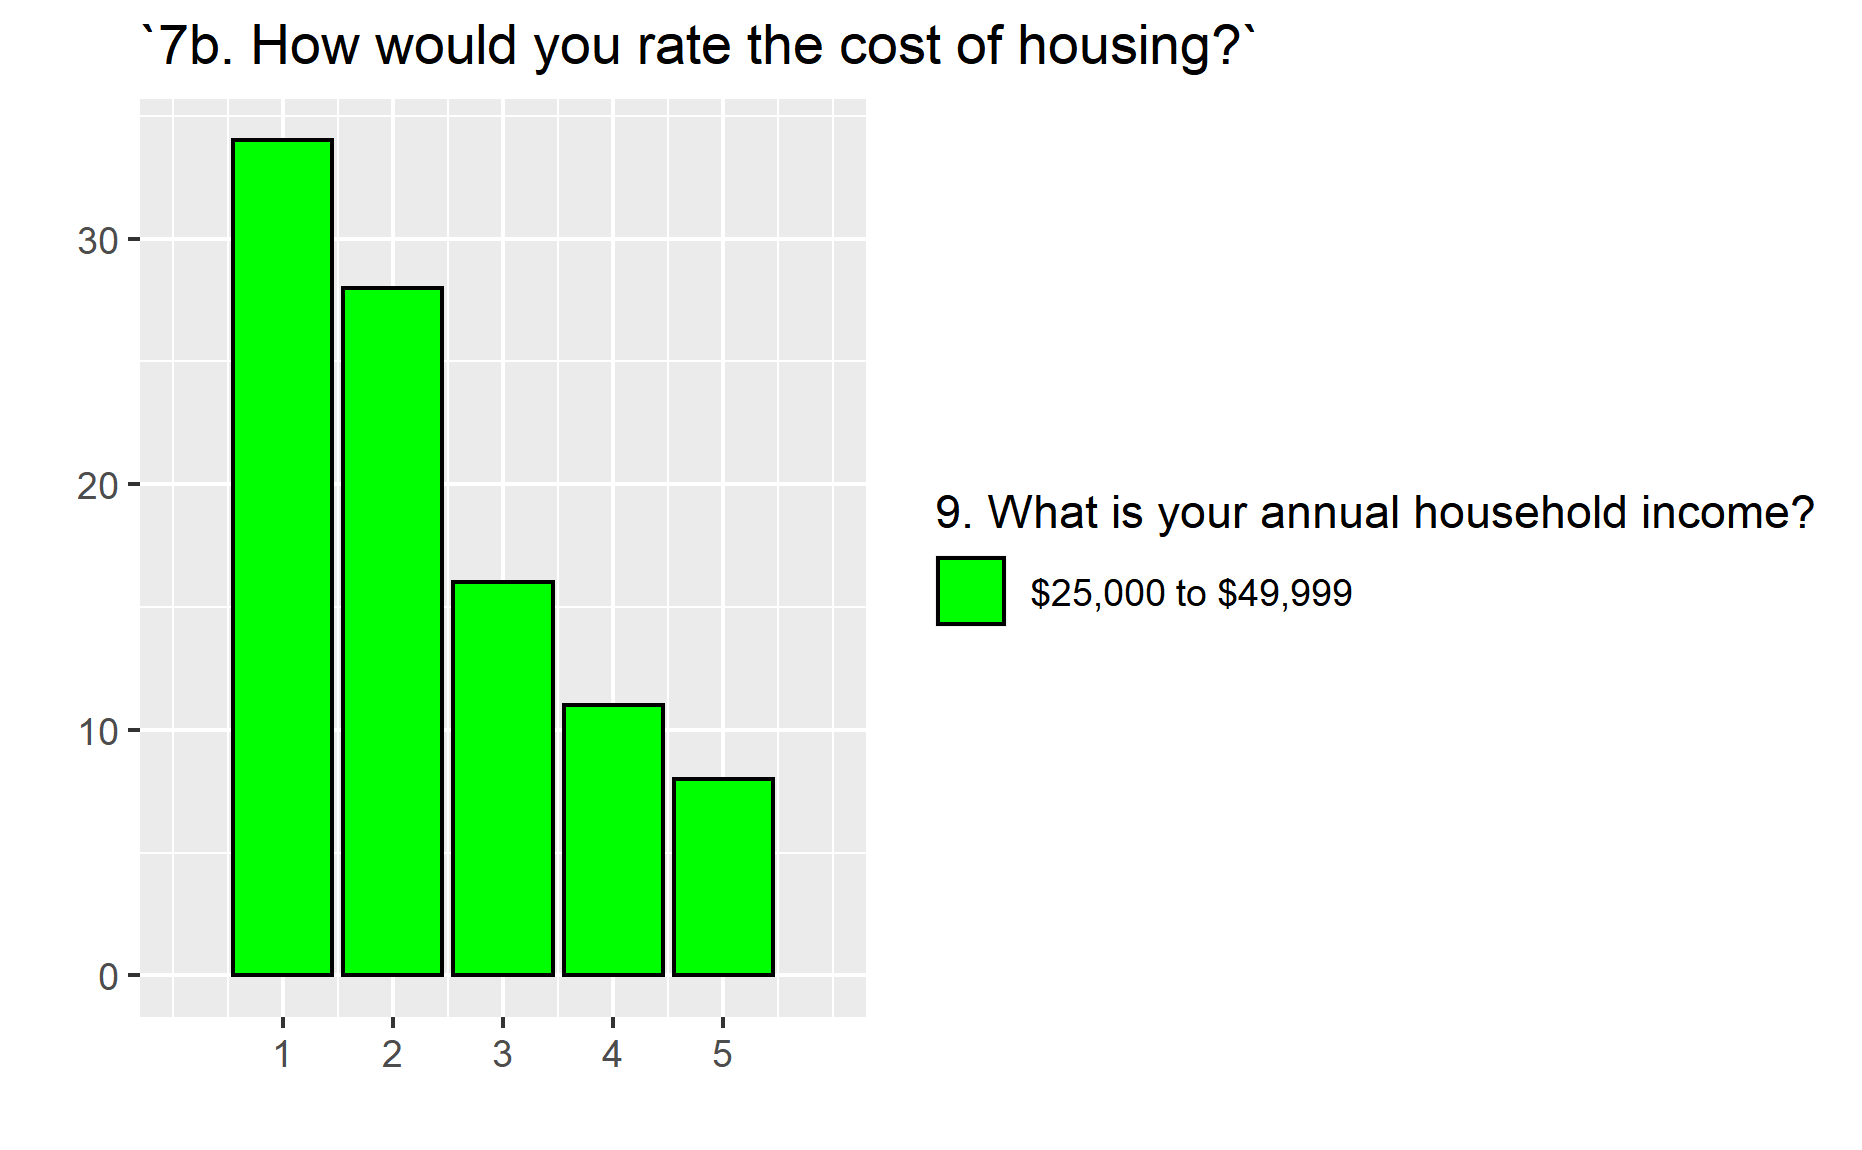 `7b. How would you rate the cost of housing?`
30
20
10
0
1 2 3 4 5
9. What is your annual household income?
$25,000 to $49,999